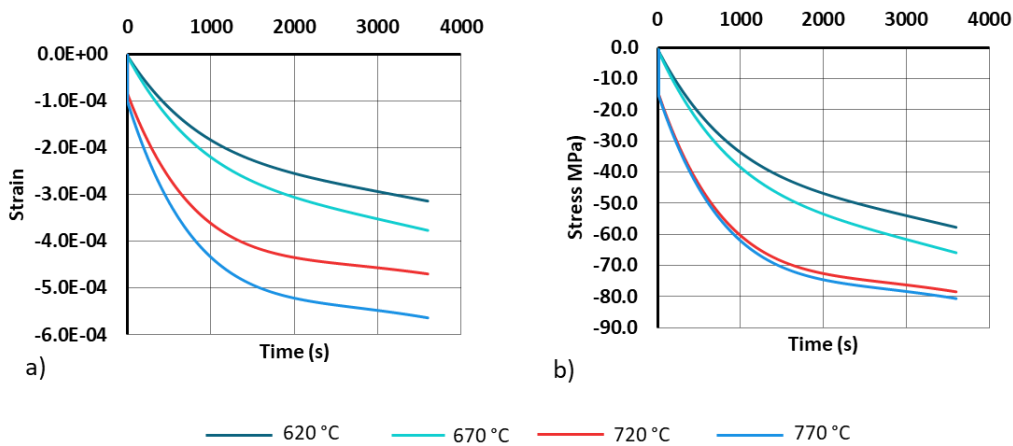 0 1000 2000 3000 4000
0.0E+00
-1.0E-04
-2.0E-04
-3.0E-04
-4.0E-04
-5.0E-04
-6.0E-04
Strain
Time (s)
a)
0 1000 2000 3000 4000
0.0
-10.0
-20.0
-30.0
-40.0
-50.0
-60.0
-70.0
-80.0
-90.0
Stress MPa)
Time (s)
b)
620 °C 670 °C 720 °C 770 °C